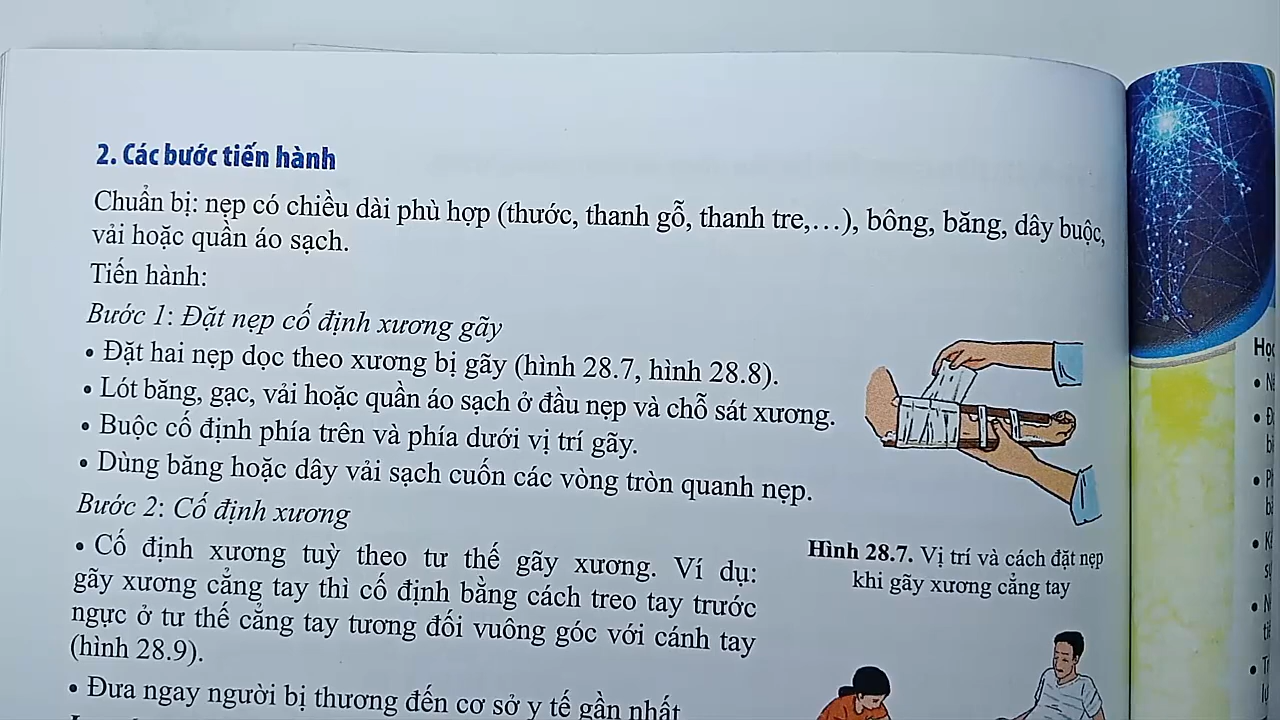 2. Các bước tiến hành
Chuẩn bị: nẹp có chiều dài phù hợp (thước, thanh gỗ, thanh tre,…), bông, băng, dây buộc,
vải hoặc quần áo sạch.
Tiến hành:
Bước 1: Đặt nẹp cố định xương gãy
• Đặt hai nẹp dọc theo xương bị gãy (hình 28.7, hình 28.8).
• Lót băng, gạc, vải hoặc quần áo sạch ở đầu nẹp và chỗ sát xương.
• Buộc cố định phía trên và phía dưới vị trí gãy.
• Dùng băng hoặc dây vải sạch cuốn các vòng tròn quanh nẹp.
Bước 2: Cố định xương
• Cố định xương tuỳ theo tư thế gãy xương. Ví dụ:
gãy xương cẳng tay thì cố định bằng cách treo tay trước
ngực ở tư thế cẳng tay tương đối vuông góc với cánh tay
(hình 28.9).
• Đưa ngay người bị thương đến cơ sở y tế gần nhất
Hình 28.7. Vị trí và cách đặt nẹp
khi gãy xương cẳng tay